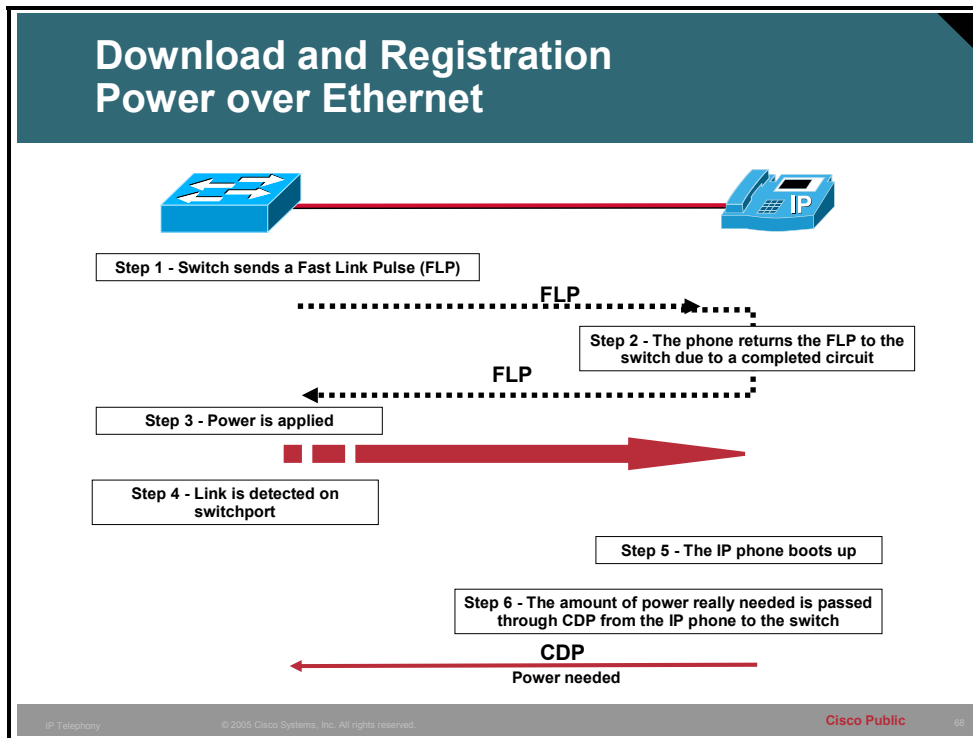 Download and Registration
Power over Ethernet
IP
Step 1 - Switch sends a Fast Link Pulse (FLP)
FLP
Step 2 - The phone returns the FLP to the
switch due to a completed circuit
FLP
Step 3 - Power is applied
Step 4 - Link is detected on
switchport
Step 5 - The IP phone boots up
Step 6 - The amount of power really needed is passed
through CDP from the IP phone to the switch
CDP
Power needed
IP Telephony
© 2005 Cisco Systems, Inc. All rights reserved.
Cisco Public
68